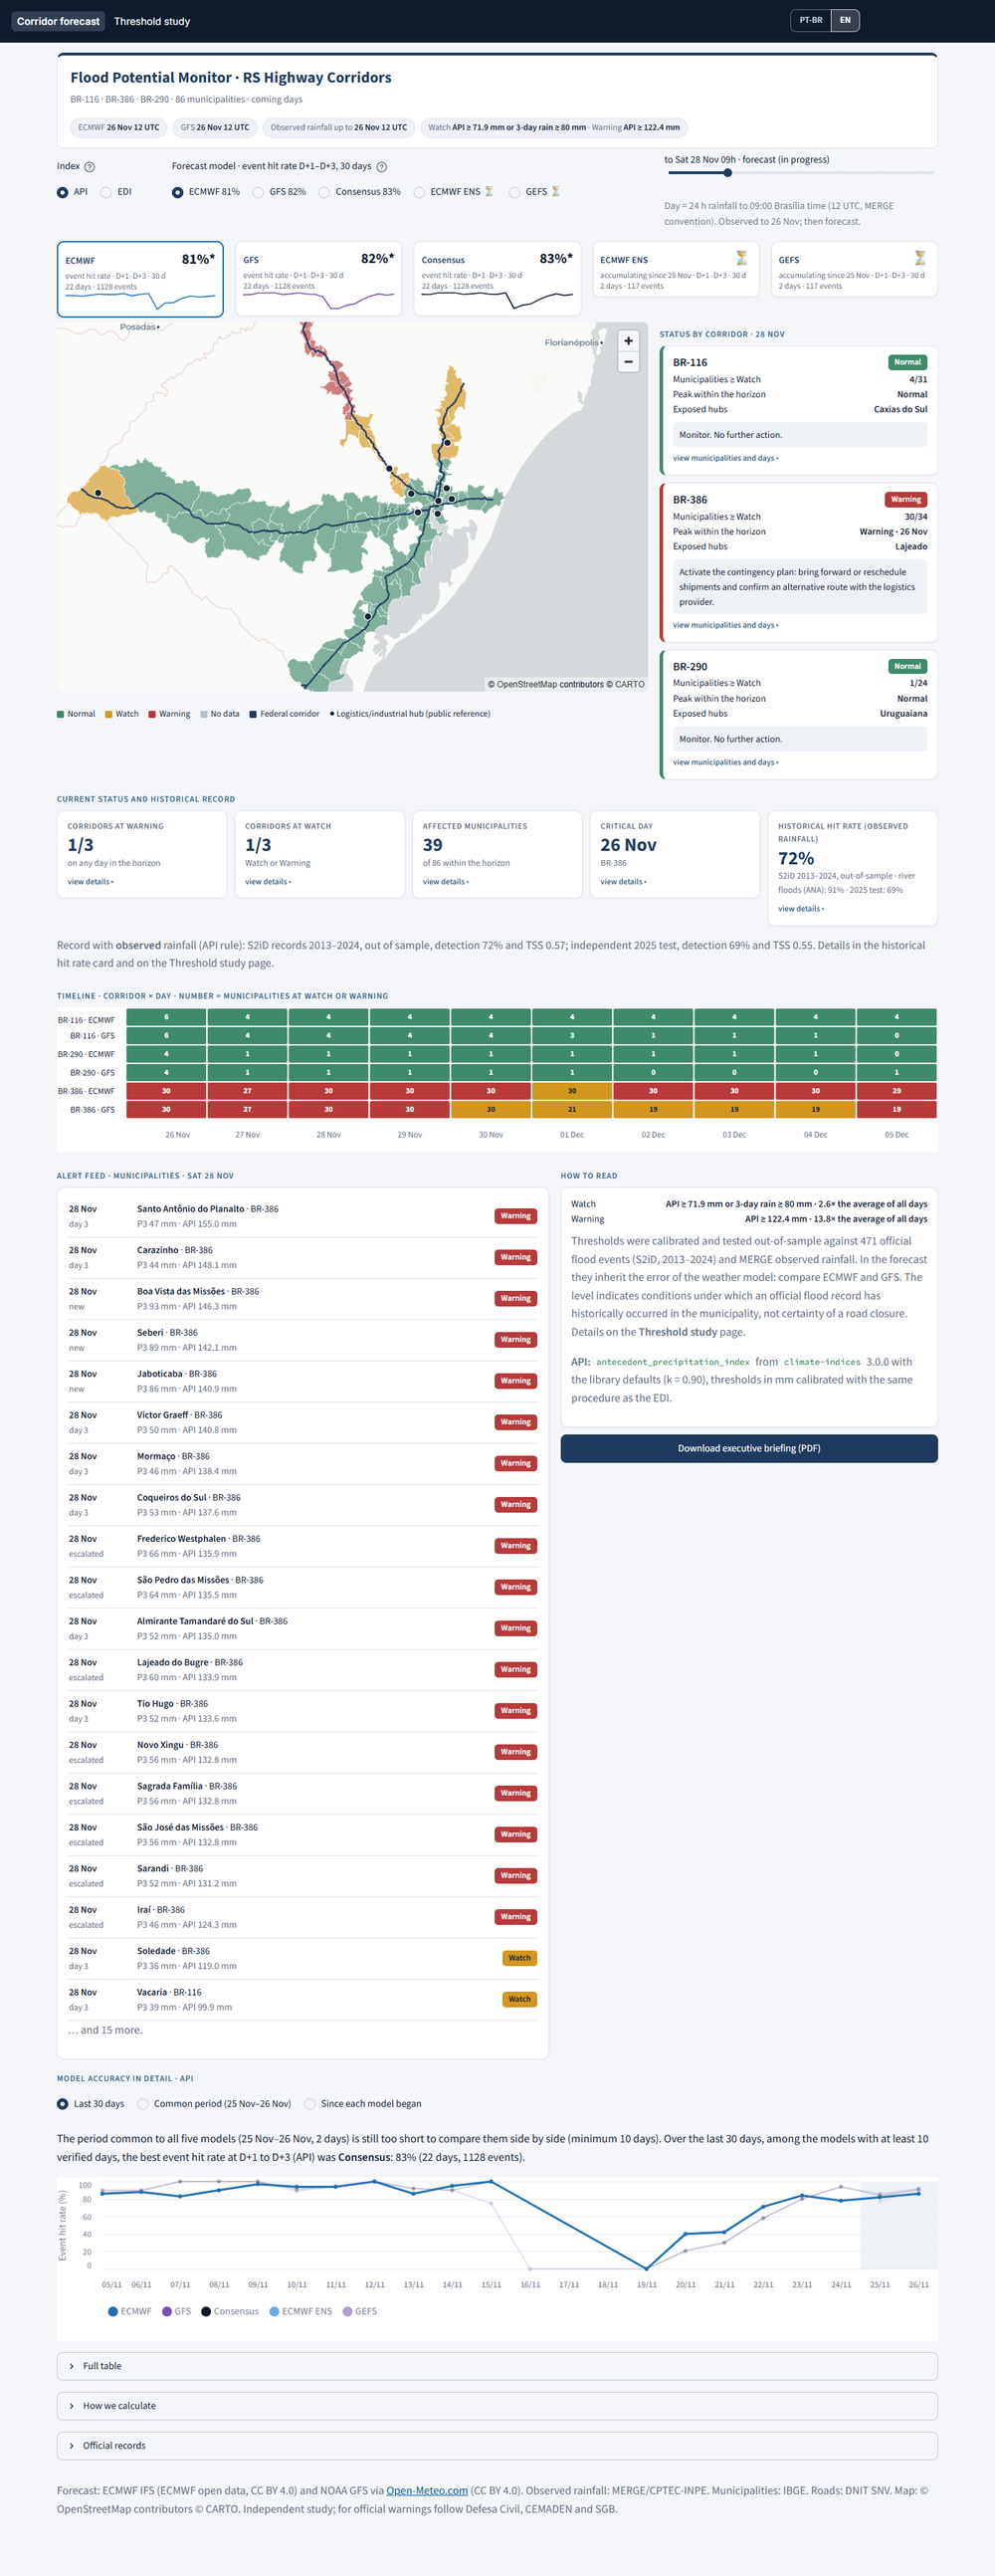 Corridor forecast Threshold study PT-BR EN
Flood Potential Monitor · RS Highway Corridors
BR-116 · BR-386 · BR-290 · 86 municipalities · coming days
ECMWF 26 Nov 12 UTC GFS 26 Nov 12 UTC Observed rainfall up to 26 Nov 12 UTC Watch API ≥ 71.9 mm or 3-day rain ≥ 80 mm · Warning API ≥ 122.4 mm
Index ?
API EDI
Forecast model · event hit rate D+1–D+3, 30 days ?
ECMWF 81% GFS 82% Consensus 83% ECMWF ENS ⏳ GEFS ⏳
to Sat 28 Nov 09h · forecast (in progress)
Day = 24 h rainfall to 09:00 Brasília time (12 UTC, MERGE
convention). Observed to 26 Nov; then forecast.
ECMWF 81%*
event hit rate · D+1–D+3 · 30 d
22 days · 1128 events
GFS 82%*
event hit rate · D+1–D+3 · 30 d
22 days · 1128 events
Consensus 83%*
event hit rate · D+1–D+3 · 30 d
22 days · 1128 events
ECMWF ENS ⏳
accumulating since 25 Nov · D+1–D+3 · 30 d
2 days · 117 events
GEFS ⏳
accumulating since 25 Nov · D+1–D+3 · 30 d
2 days · 117 events
Posadas
Florianópolis
+
−
© OpenStreetMap contributors © CARTO
Normal Watch Warning No data Federal corridor Logistics/industrial hub (public reference)
STATUS BY CORRIDOR · 28 NOV
BR-116 Normal
Municipalities ≥ Watch 4/31
Peak within the horizon Normal
Exposed hubs Caxias do Sul
Monitor. No further action.
view municipalities and days
BR-386 Warning
Municipalities ≥ Watch 30/34
Peak within the horizon Warning · 26 Nov
Exposed hubs Lajeado
Activate the contingency plan: bring forward or reschedule
shipments and confirm an alternative route with the logistics
provider.
view municipalities and days
BR-290 Normal
Municipalities ≥ Watch 1/24
Peak within the horizon Normal
Exposed hubs Uruguaiana
Monitor. No further action.
view municipalities and days
CURRENT STATUS AND HISTORICAL RECORD
CORRIDORS AT WARNING
1/3
on any day in the horizon
view details
CORRIDORS AT WATCH
1/3
Watch or Warning
view details
AFFECTED MUNICIPALITIES
39
of 86 within the horizon
view details
CRITICAL DAY
26 Nov
BR-386
view details
HISTORICAL HIT RATE (OBSERVED
RAINFALL)
72%
S2iD 2013–2024, out-of-sample · river
floods (ANA): 91% · 2025 test: 69%
view details
Record with observed rainfall (API rule): S2iD records 2013–2024, out of sample, detection 72% and TSS 0.57; independent 2025 test, detection 69% and TSS 0.55. Details in the historical
hit rate card and on the Threshold study page.
TIMELINE · CORRIDOR × DAY · NUMBER = MUNICIPALITIES AT WATCH OR WARNING
BR-116 · ECMWF 6 4 4 4 4 4 4 4 4 4
BR-116 · GFS 6 4 4 4 4 3 1 1 1 0
BR-290 · ECMWF 4 1 1 1 1 1 1 1 1 0
BR-290 · GFS 4 1 1 1 1 1 0 0 0 1
BR-386 · ECMWF 30 27 30 30 30 30 30 30 30 29
BR-386 · GFS 30 27 30 30 30 21 19 19 19 19
26 Nov 27 Nov 28 Nov 29 Nov 30 Nov 01 Dec 02 Dec 03 Dec 04 Dec 05 Dec
ALERT FEED · MUNICIPALITIES · SAT 28 NOV
28 Nov Santo Antônio do Planalto · BR-386 Warning
day 3 P3 47 mm · API 155.0 mm
28 Nov Carazinho · BR-386 Warning
day 3 P3 44 mm · API 148.1 mm
28 Nov Boa Vista das Missões · BR-386 Warning
new P3 93 mm · API 146.3 mm
28 Nov Seberi · BR-386 Warning
new P3 89 mm · API 142.1 mm
28 Nov Jaboticaba · BR-386 Warning
new P3 86 mm · API 140.9 mm
28 Nov Victor Graeff · BR-386 Warning
day 3 P3 50 mm · API 140.8 mm
28 Nov Mormaço · BR-386 Warning
day 3 P3 46 mm · API 138.4 mm
28 Nov Coqueiros do Sul · BR-386 Warning
day 3 P3 53 mm · API 137.6 mm
28 Nov Frederico Westphalen · BR-386 Warning
escalated P3 66 mm · API 135.9 mm
28 Nov São Pedro das Missões · BR-386 Warning
escalated P3 64 mm · API 135.5 mm
28 Nov Almirante Tamandaré do Sul · BR-386 Warning
day 3 P3 52 mm · API 135.0 mm
28 Nov Lajeado do Bugre · BR-386 Warning
escalated P3 60 mm · API 133.9 mm
28 Nov Tio Hugo · BR-386 Warning
day 3 P3 52 mm · API 133.6 mm
28 Nov Novo Xingu · BR-386 Warning
escalated P3 56 mm · API 132.8 mm
28 Nov Sagrada Família · BR-386 Warning
escalated P3 56 mm · API 132.8 mm
28 Nov São José das Missões · BR-386 Warning
escalated P3 56 mm · API 132.8 mm
28 Nov Sarandi · BR-386 Warning
escalated P3 52 mm · API 131.2 mm
28 Nov Iraí · BR-386 Warning
escalated P3 46 mm · API 124.3 mm
28 Nov Soledade · BR-386 Watch
day 3 P3 36 mm · API 119.0 mm
28 Nov Vacaria · BR-116 Watch
day 3 P3 39 mm · API 99.9 mm
… and 15 more.
HOW TO READ
Watch API ≥ 71.9 mm or 3-day rain ≥ 80 mm · 2.6× the average of all days
Warning API ≥ 122.4 mm · 13.8× the average of all days
Thresholds were calibrated and tested out-of-sample against 471 official
flood events (S2iD, 2013–2024) and MERGE observed rainfall. In the forecast
they inherit the error of the weather model: compare ECMWF and GFS. The
level indicates conditions under which an official flood record has
historically occurred in the municipality, not certainty of a road closure.
Details on the Threshold study page.
API: antecedent_precipitation_index from climate-indices 3.0.0 with
the library defaults (k = 0.90), thresholds in mm calibrated with the same
procedure as the EDI.
Download executive briefing (PDF)
MODEL ACCURACY IN DETAIL · API
Last 30 days Common period (25 Nov–26 Nov) Since each model began
The period common to all five models (25 Nov–26 Nov, 2 days) is still too short to compare them side by side (minimum 10 days). Over the last 30 days, among the models with at least 10
verified days, the best event hit rate at D+1 to D+3 (API) was Consensus: 83% (22 days, 1128 events).
Event hit rate (%)
100
80
60
40
20
0
05/11 06/11 07/11 08/11 09/11 10/11 11/11 12/11 13/11 14/11 15/11 16/11 17/11 18/11 19/11 20/11 21/11 22/11 23/11 24/11 25/11 26/11
ECMWF GFS Consensus ECMWF ENS GEFS
Full table
How we calculate
Official records
Forecast: ECMWF IFS (ECMWF open data, CC BY 4.0) and NOAA GFS via Open-Meteo.com (CC BY 4.0). Observed rainfall: MERGE/CPTEC-INPE. Municipalities: IBGE. Roads: DNIT SNV. Map: ©
OpenStreetMap contributors © CARTO. Independent study; for official warnings follow Defesa Civil, CEMADEN and SGB.